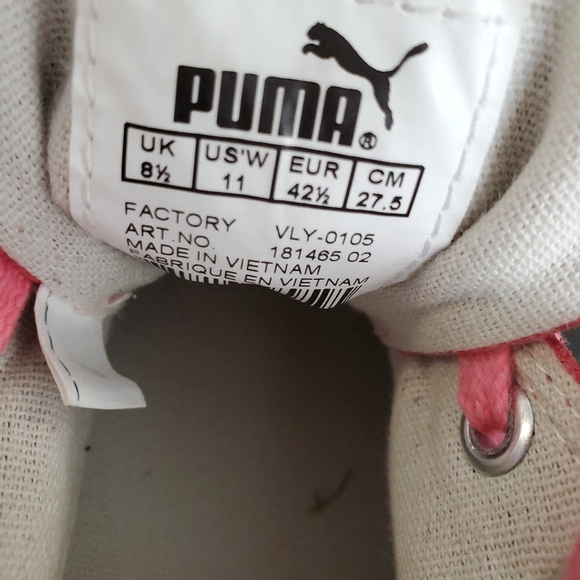 PUMA®
UK US'W EUR CM
8½ 11 42½ 27.5
FACTORY VLY-0105
ART.NO. 181465 02
MADE IN VIETNAM
FABRIQUE EN VIETNAM